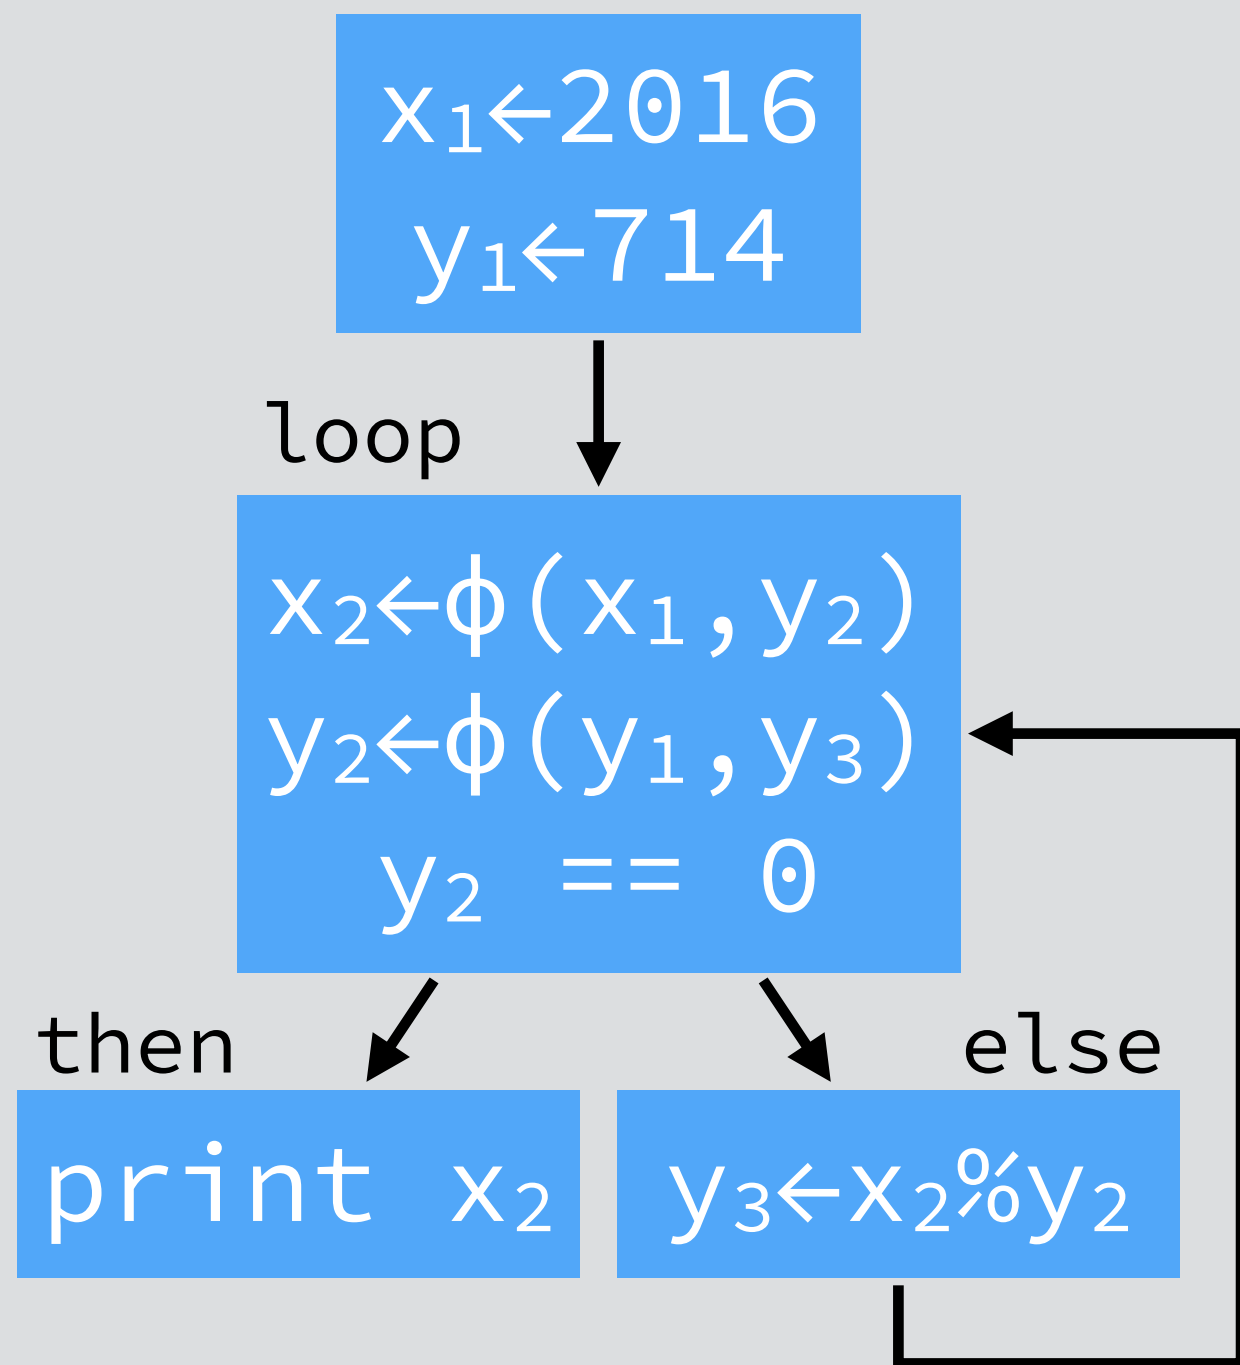 x₁←2016
y₁←714
loop
x₂←ϕ(x₁,y₂)
y₂←ϕ(y₁,y₃)
y₂ == 0
then
else
print x₂
y₃←x₂%y₂